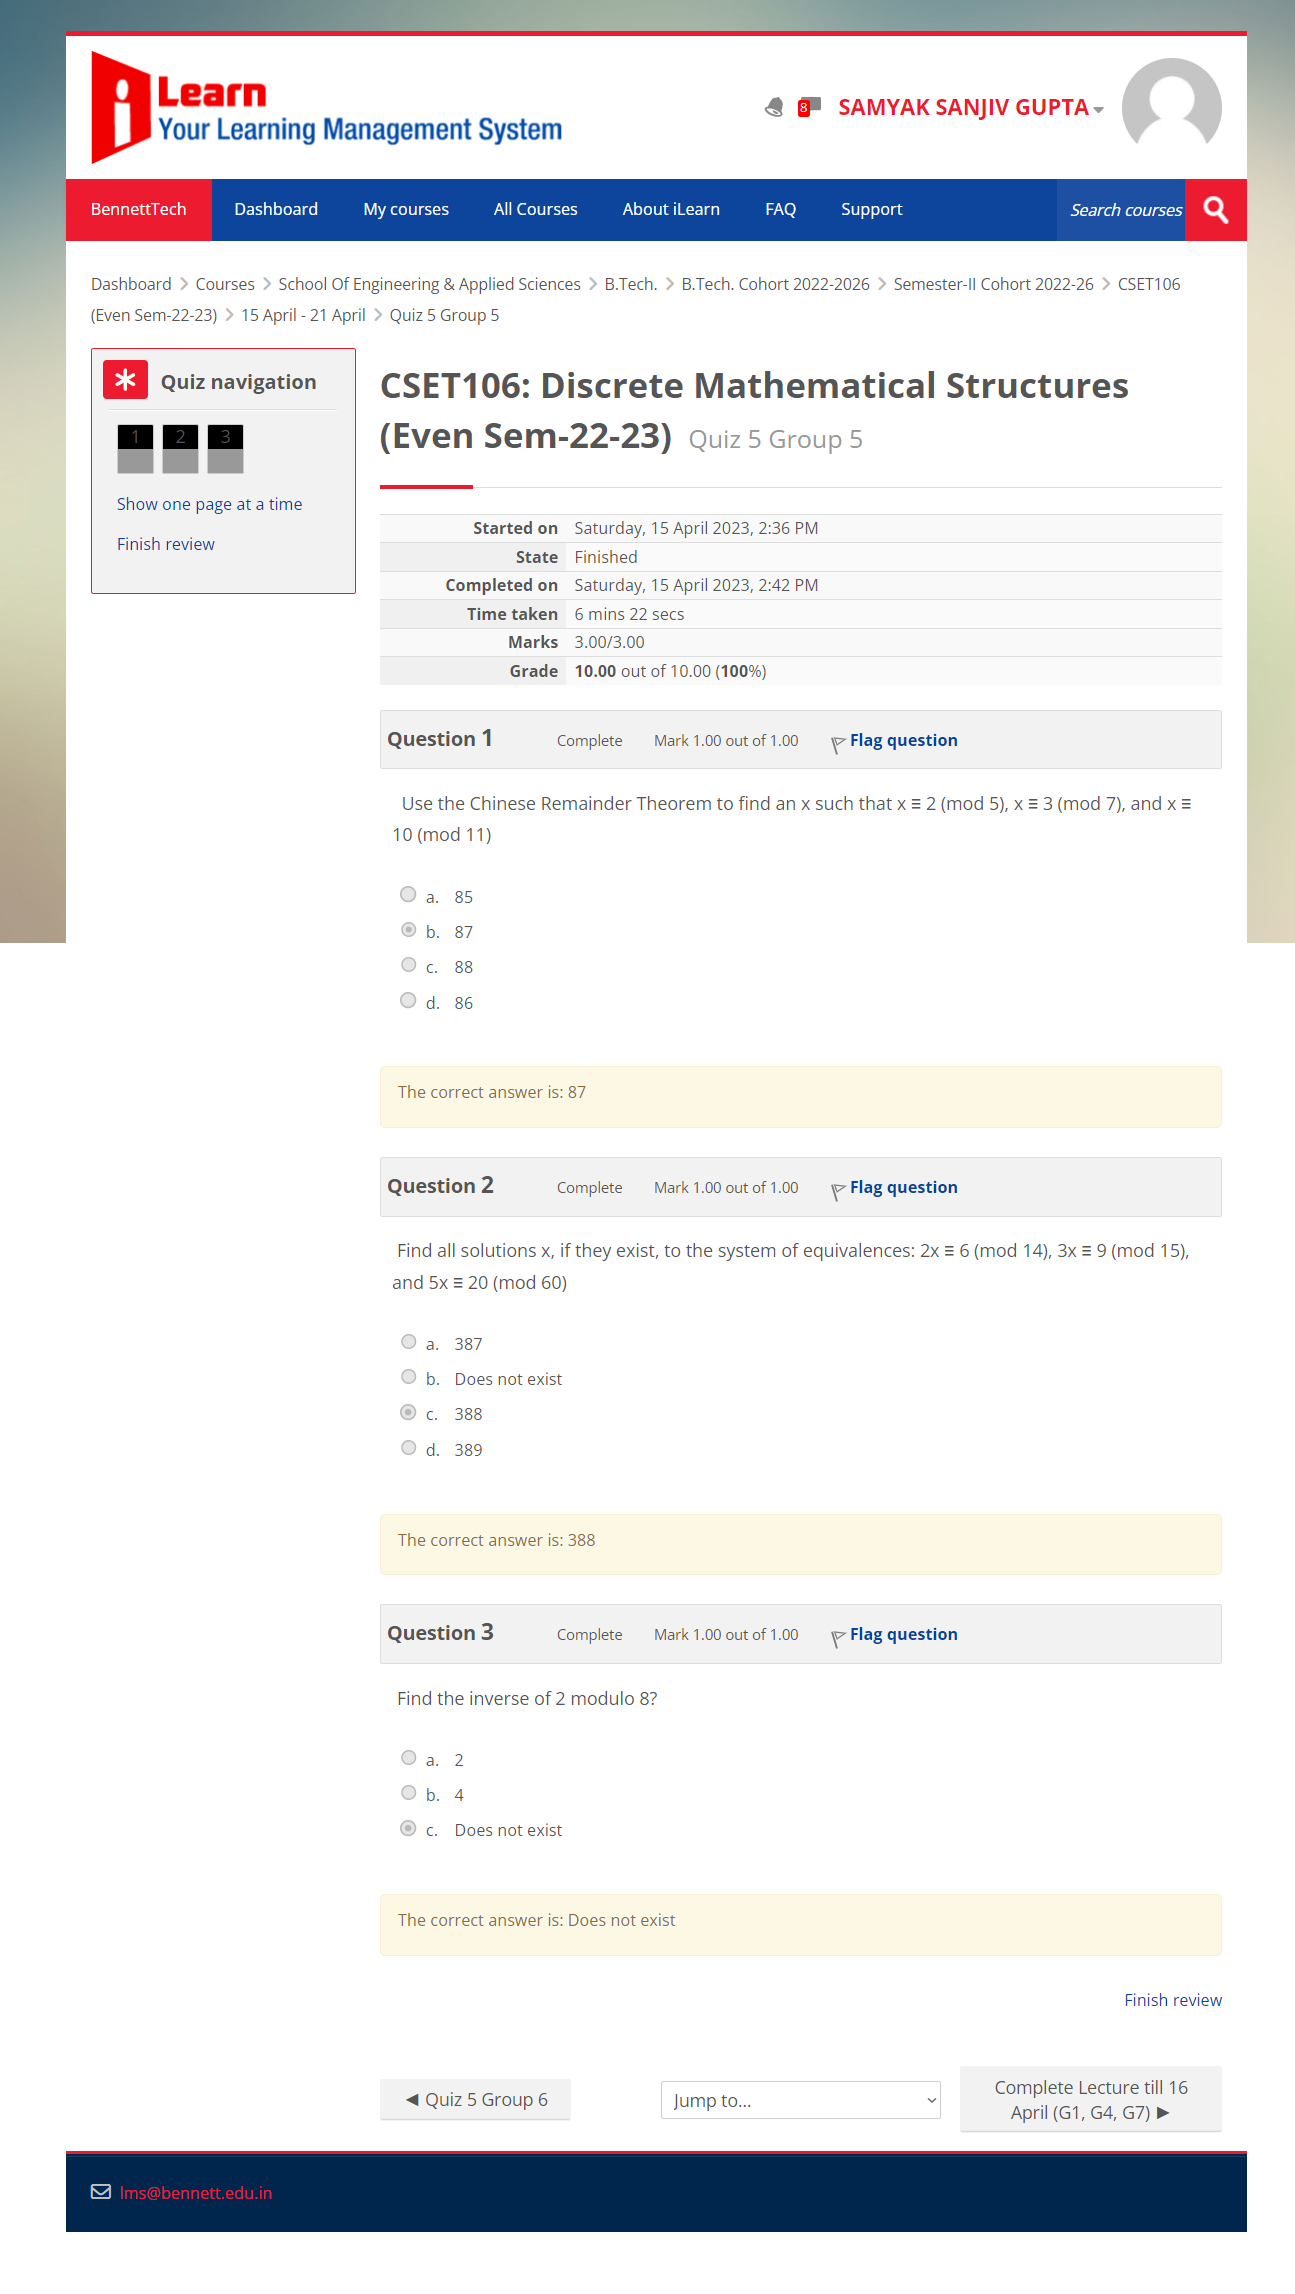 Learn
Your Learning Management System
8
SAMYAK SANJIV GUPTA
BennettTech Dashboard My courses All Courses About iLearn FAQ Support Search courses
Dashboard > Courses > School Of Engineering & Applied Sciences > B.Tech. > B.Tech. Cohort 2022-2026 > Semester-II Cohort 2022-26 > CSET106
(Even Sem-22-23) > 15 April - 21 April > Quiz 5 Group 5
Quiz navigation
1 2 3
Show one page at a time
Finish review
CSET106: Discrete Mathematical Structures
(Even Sem-22-23) Quiz 5 Group 5
Started on Saturday, 15 April 2023, 2:36 PM
State Finished
Completed on Saturday, 15 April 2023, 2:42 PM
Time taken 6 mins 22 secs
Marks 3.00/3.00
Grade 10.00 out of 10.00 (100%)
Question 1 Complete Mark 1.00 out of 1.00 Flag question
Use the Chinese Remainder Theorem to find an x such that x ≡ 2 (mod 5), x ≡ 3 (mod 7), and x ≡
10 (mod 11)
a. 85
b. 87
c. 88
d. 86
The correct answer is: 87
Question 2 Complete Mark 1.00 out of 1.00 Flag question
Find all solutions x, if they exist, to the system of equivalences: 2x ≡ 6 (mod 14), 3x ≡ 9 (mod 15),
and 5x ≡ 20 (mod 60)
a. 387
b. Does not exist
c. 388
d. 389
The correct answer is: 388
Question 3 Complete Mark 1.00 out of 1.00 Flag question
Find the inverse of 2 modulo 8?
a. 2
b. 4
c. Does not exist
The correct answer is: Does not exist
Finish review
◄ Quiz 5 Group 6
Jump to...
Complete Lecture till 16
April (G1, G4, G7) ►
lms@bennett.edu.in